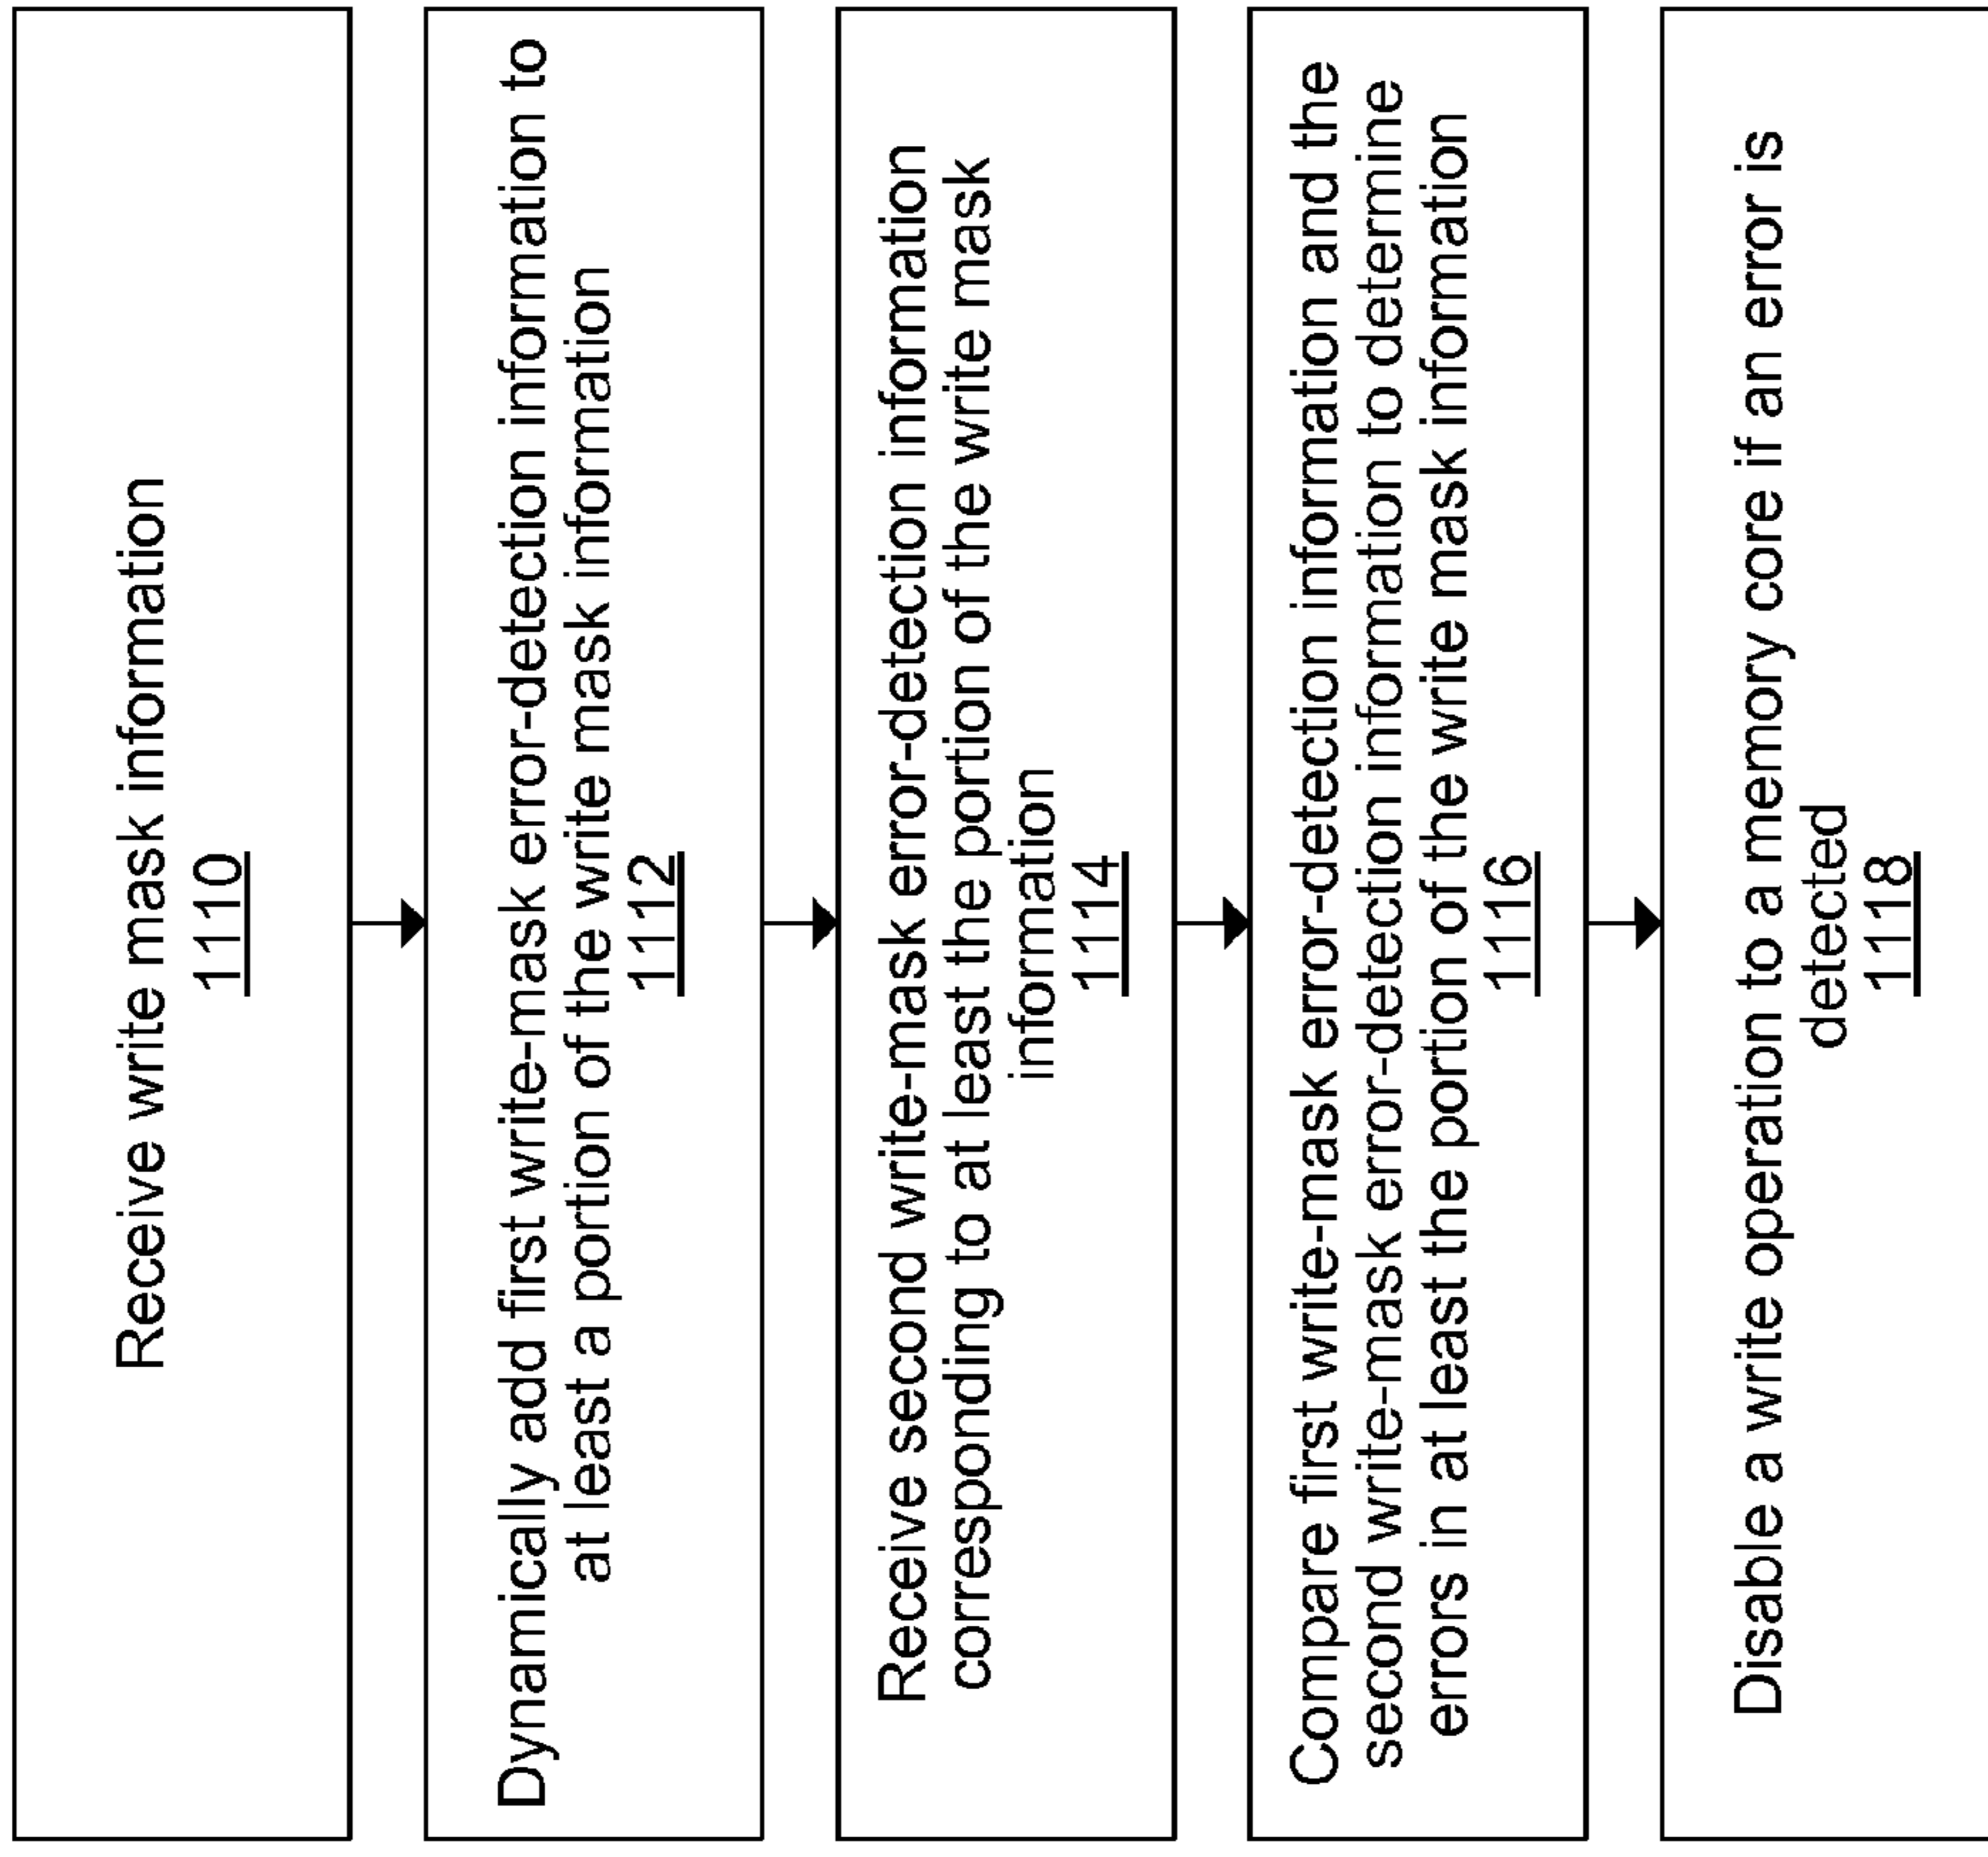 Receive write mask information
1110
Dynamically add first write-mask error-detection information to
at least a portion of the write mask information
1112
Receive second write-mask error-detection information
corresponding to at least the portion of the write mask
information
1114
Compare first write-mask error-detection information and the
second write-mask error-detection information to determine
errors in at least the portion of the write mask information
1116
Disable a write operation to a memory core if an error is
detected
1118